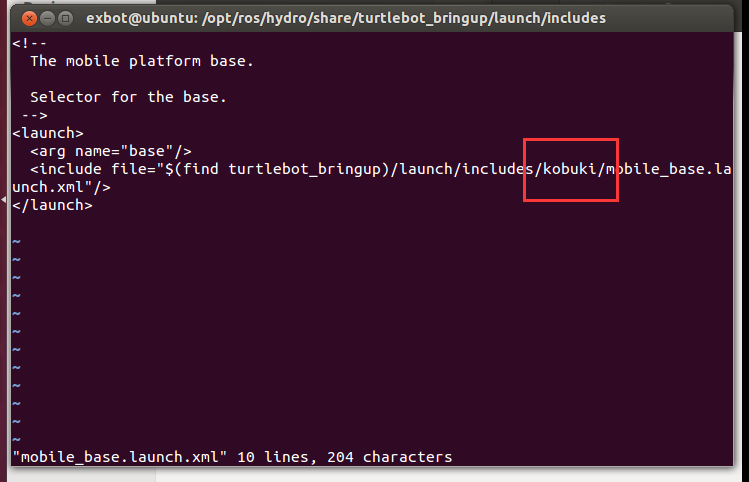 exbot@ubuntu: /opt/ros/hydro/share/turtlebot_bringup/launch/includes
<!--
  The mobile platform base.
  Selector for the base.
 -->
<launch>
  <arg name="base"/>
  <include file="$(find turtlebot_bringup)/launch/includes/kobuki/mobile_base.la
unch.xml"/>
</launch>
~
~
~
~
~
~
~
~
~
~
~
~
"mobile_base.launch.xml" 10 lines, 204 characters